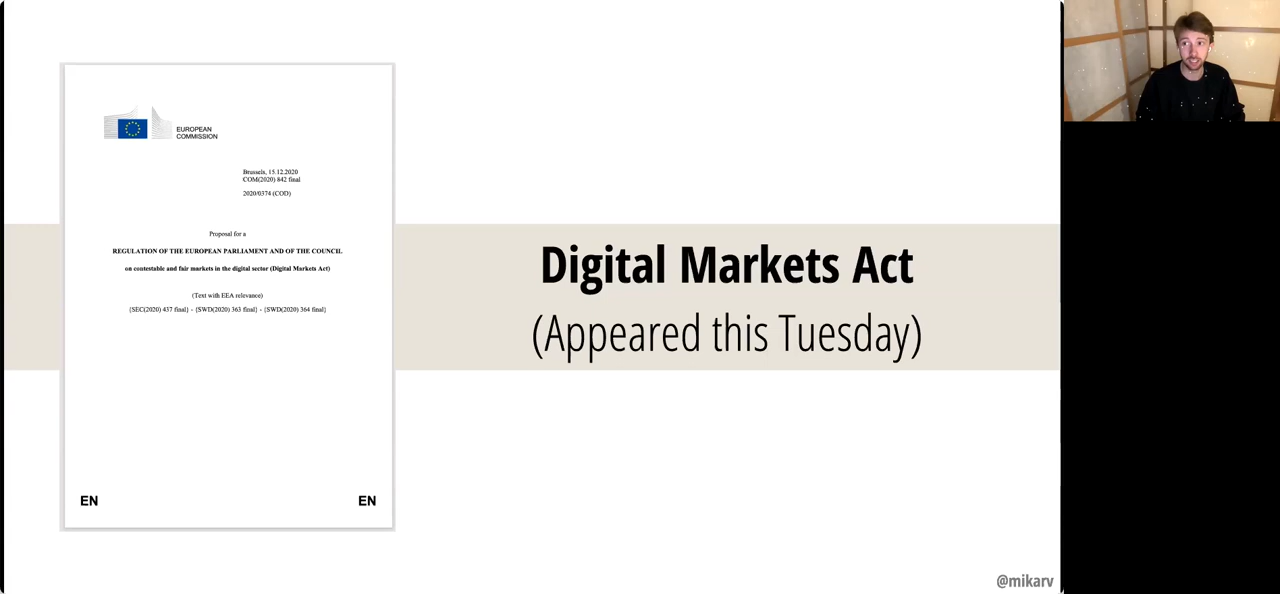 EUROPEAN
COMMISSION
Brussels, 15.12.2020
COM(2020) 842 final
2020/0374 (COD)
Proposal for a
REGULATION OF THE EUROPEAN PARLIAMENT AND OF THE COUNCIL
on contestable and fair markets in the digital sector (Digital Markets Act)
(Text with EEA relevance)
{SEC(2020) 437 final} - {SWD(2020) 363 final} - {SWD(2020) 364 final}
EN
EN
Digital Markets Act
(Appeared this Tuesday)
@mikarv